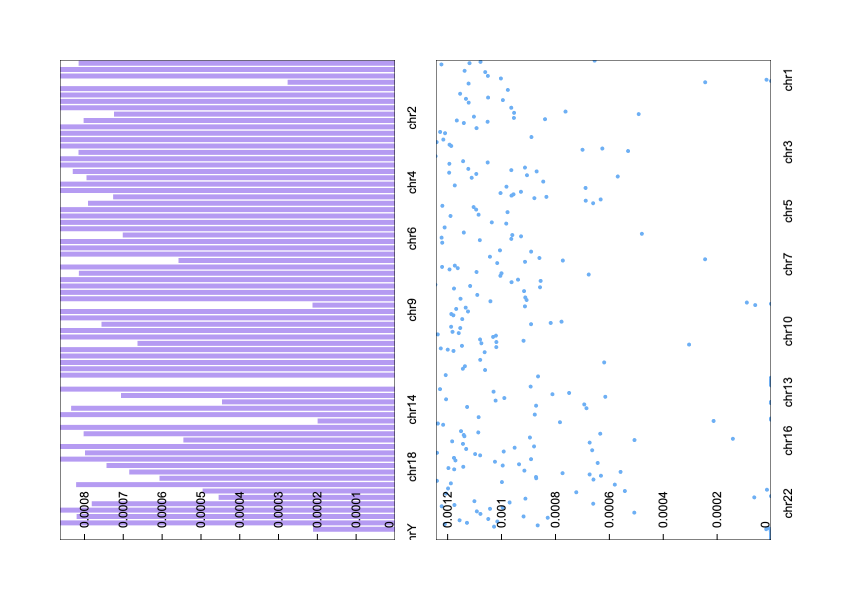 0.0008
0.0007
0.0006
0.0005
0.0004
0.0003
0.0002
0.0001
0
chr2
chr4
chr6
chr9
chr14
chr18
hrY
0.0012
0.001
0.0008
0.0006
0.0004
0.0002
0
chr1
chr3
chr5
chr7
chr10
chr13
chr16
chr22